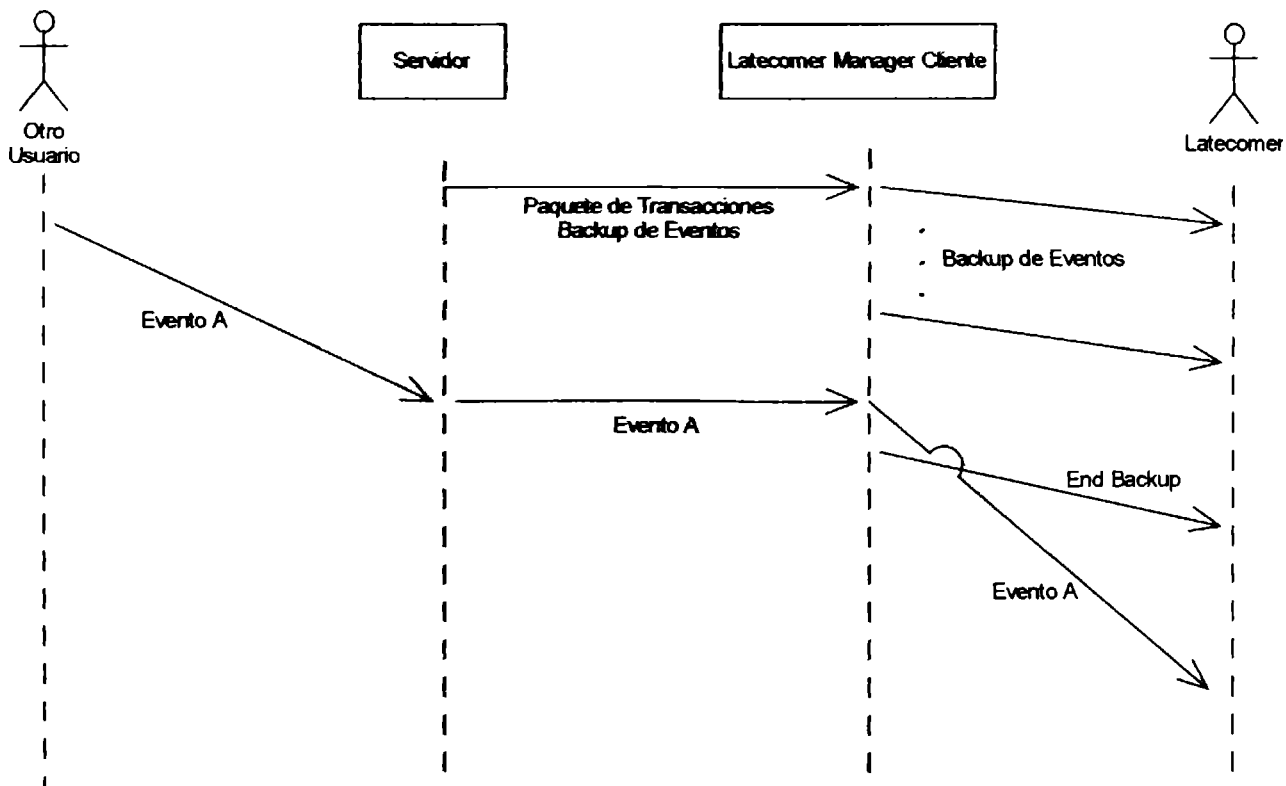 Servidor
Latecomer Manager Cliente
Otro
Usuario
Latecomer
Paquete de Transacciones
Backup de Eventos
Backup de Eventos
Evento A
Evento A
End Backup
Evento A